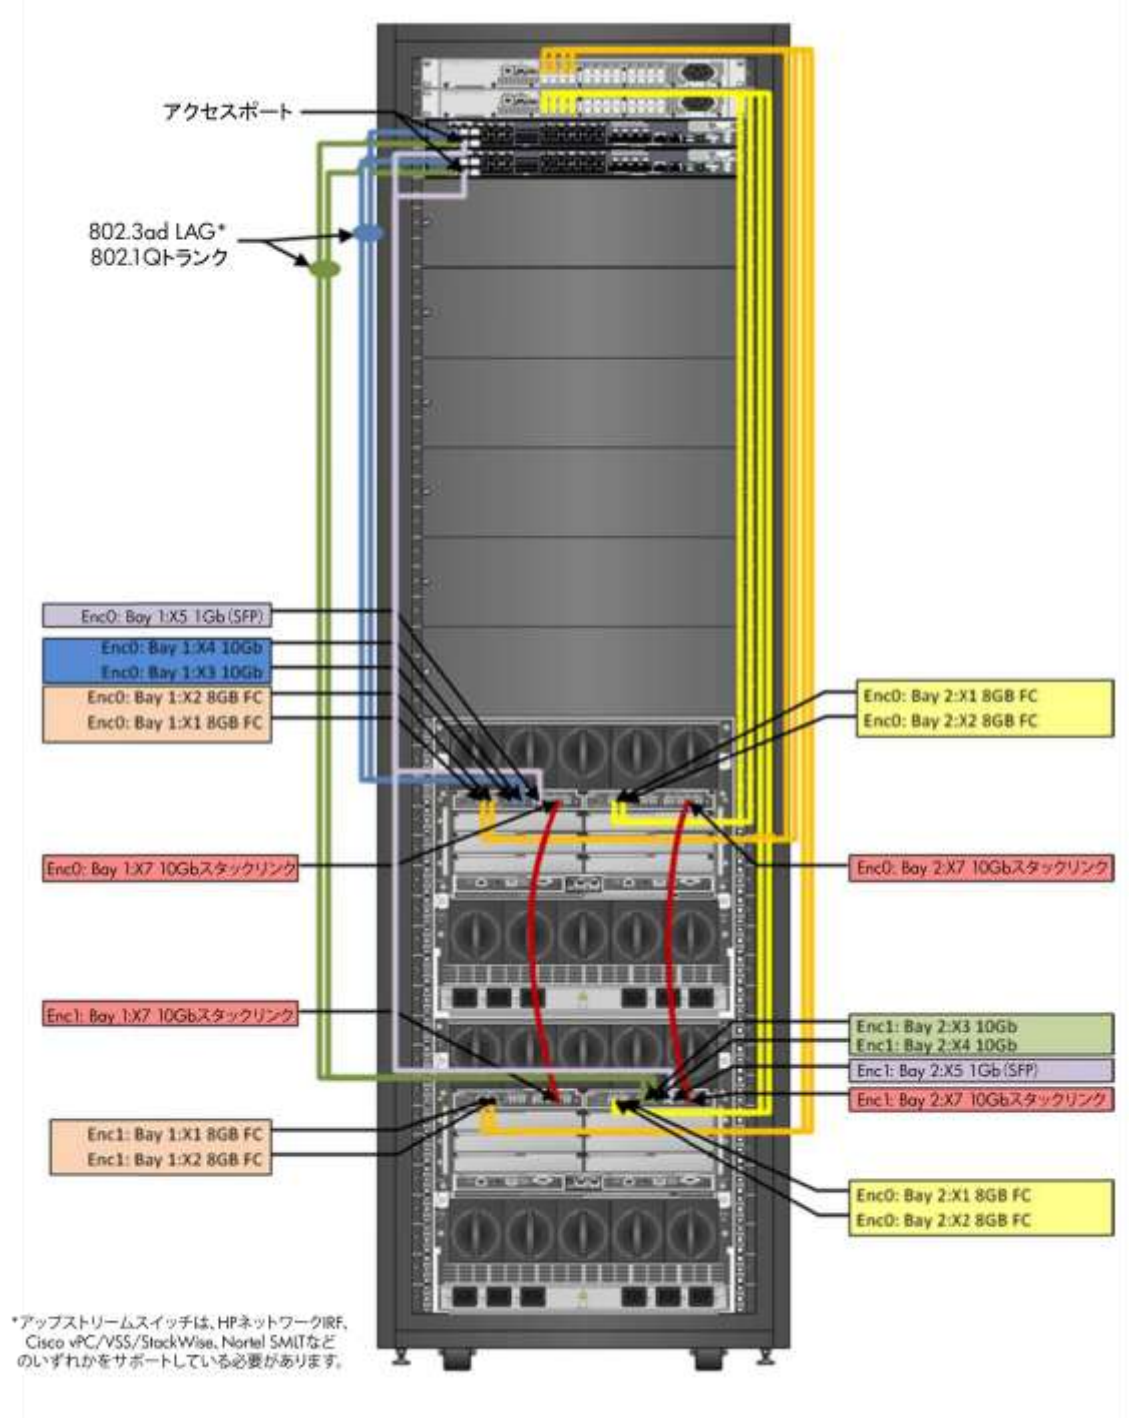 アクセスポート
802.3ad LAG*
802.1Qトランク
Enc0: Bay 1:X5 1Gb(SFP)
Enc0: Bay 1:X4 10Gb
Enc0: Bay 1:X3 10Gb
Enc0: Bay 1:X2 8GB FC
Enc0: Bay 1:X1 8GB FC
Enc0: Bay 2:X1 8GB FC
Enc0: Bay 2:X2 8GB FC
Enc0: Bay 1:X7 10Gbスタックリンク
Enc0: Bay 2:X7 10Gbスタックリンク
Enc1: Bay 1:X7 10Gbスタックリンク
Enc1: Bay 2:X3 10Gb
Enc1: Bay 2:X4 10Gb
Enc1: Bay 2:X5 1Gb(SFP)
Enc1: Bay 2:X7 10Gbスタックリンク
Enc1: Bay 1:X1 8GB FC
Enc1: Bay 1:X2 8GB FC
Enc0: Bay 2:X1 8GB FC
Enc0: Bay 2:X2 8GB FC
*アップストリームスイッチは、HPネットワークIRF、
Cisco vPC/VSS/StackWise、Nortel SMLTなど
のいずれかをサポートしている必要があります。